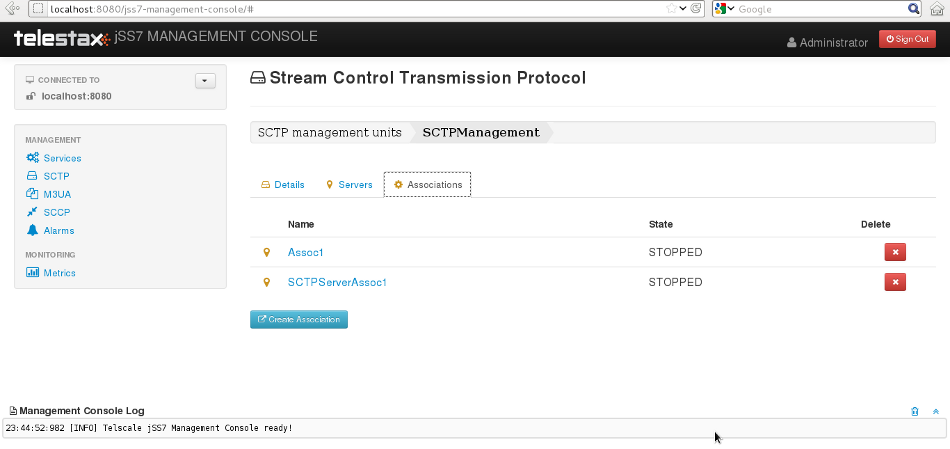 localhost:8080/jss7-management-console/#
Google
telestax jSS7 MANAGEMENT CONSOLE
Administrator
Sign Out
CONNECTED TO
localhost:8080
MANAGEMENT
Services
SCTP
M3UA
SCCP
Alarms
MONITORING
Metrics
Stream Control Transmission Protocol
SCTP management units
SCTPManagement
Details
Servers
Associations
Name State Delete
Assoc1 STOPPED
SCTPServerAssoc1 STOPPED
Create Association
Management Console Log
23:44:52:982 [INFO] Telscale jSS7 Management Console ready!